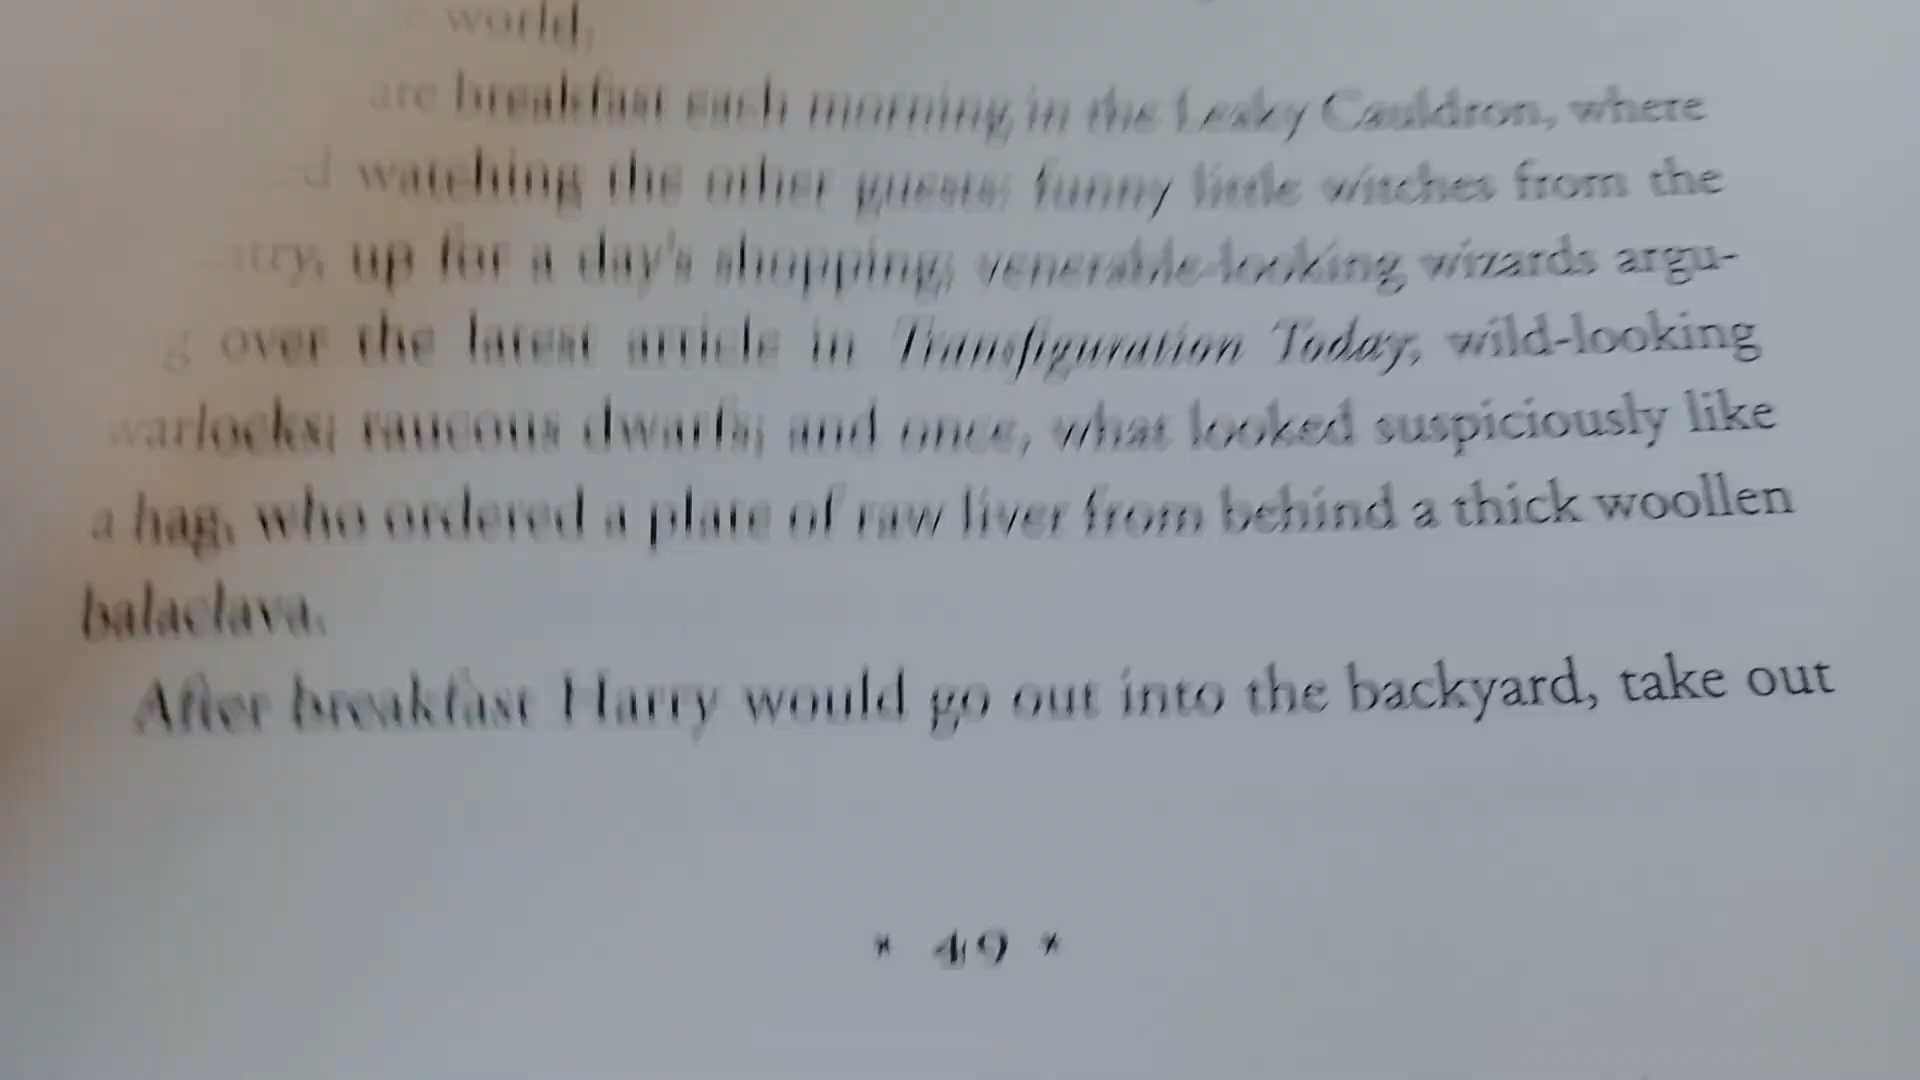 world.
breakfast each morning in the Leaky Cauldron, where
watching the other guests: funny little witches from the
up for a day's shopping; venerable-looking wizards argu-
g over the latest article in Transfiguration Today; wild-looking
warlocks; raucous dwarfs; and once, what looked suspiciously like
a hag, who ordered a plate of raw liver from behind a thick woollen
balaclava.
After breakfast Harry would go out into the backyard, take out
* 49 *